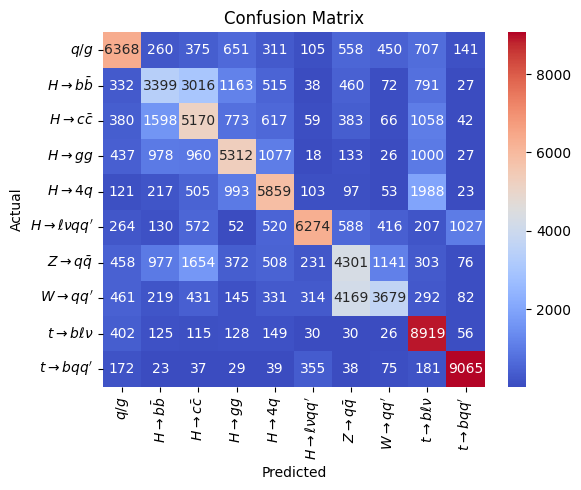 Confusion Matrix
q/g 6368 260 375 651 311 105 558 450 707 141
H → bb̄ 332 3399 3016 1163 515 38 460 72 791 27
H → cc̄ 380 1598 5170 773 617 59 383 66 1058 42
H → gg 437 978 960 5312 1077 18 133 26 1000 27
H → 4q 121 217 505 993 5859 103 97 53 1988 23
H → ℓνqq′ 264 130 572 52 520 6274 588 416 207 1027
Z → qq̄ 458 977 1654 372 508 231 4301 1141 303 76
W → qq′ 461 219 431 145 331 314 4169 3679 292 82
t → bℓν 402 125 115 128 149 30 30 26 8919 56
t → bqq′ 172 23 37 29 39 355 38 75 181 9065
q/g H → bb̄ H → cc̄ H → gg H → 4q H → ℓνqq′ Z → qq̄ W → qq′ t → bℓν t → bqq′
Predicted
Actual
8000
6000
4000
2000